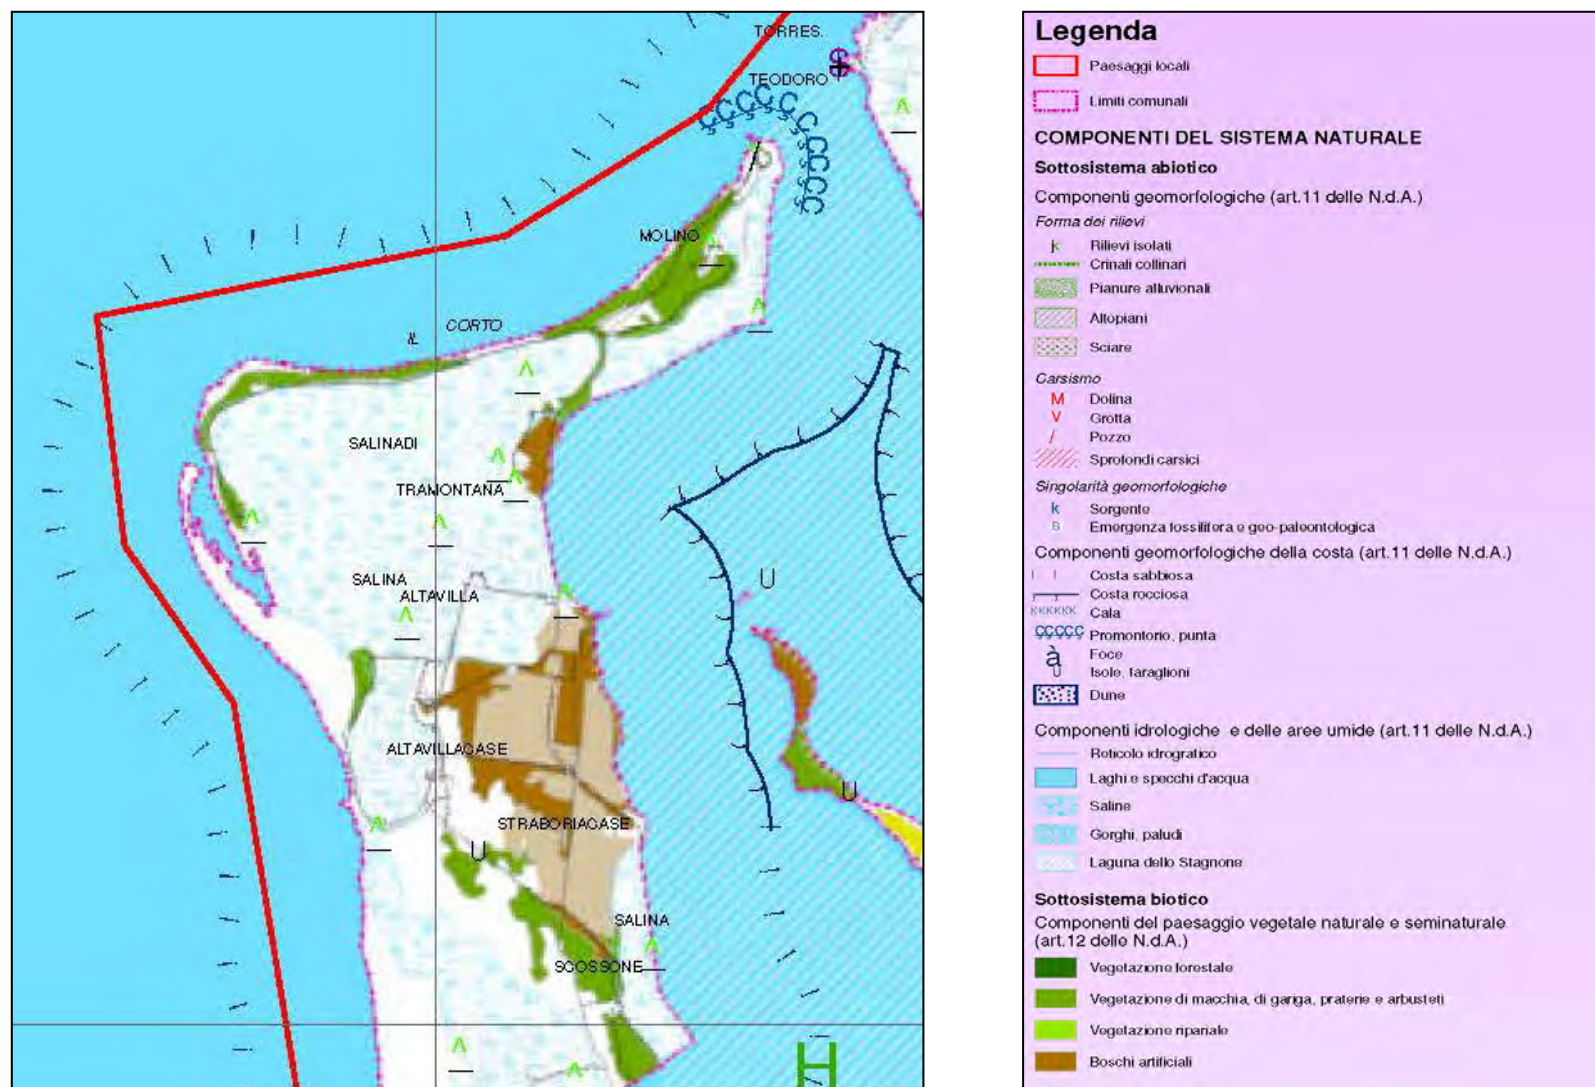 TORRES.
TEODORO
MOLINO
CORTO
SALINADI
TRAMONTANA
SALINA
ALTAVILLA
ALTAVILLACASE
STRABORIACASE
SALINA
SCOSSONE
U
U
U
H
Legenda
Paesaggi locali
Limiti comunali
COMPONENTI DEL SISTEMA NATURALE
Sottosistema abiotico
Componenti geomorfologiche (art.11 delle N.d.A.)
Forma dei rilievi
k Rilievi isolati
Crinali collinari
Pianure alluvionali
Altopiani
Sciare
Carsismo
M Dolina
V Grotta
/ Pozzo
Sprofondi carsici
Singolarità geomorfologiche
k Sorgente
B Emergenza fossilifera e geo-paleontologica
Componenti geomorfologiche della costa (art.11 delle N.d.A.)
Costa sabbiosa
Costa rocciosa
KKKKKK Cala
ÇÇÇÇÇ Promontorio, punta
à Foce
U Isole, faraglioni
Dune
Componenti idrologiche e delle aree umide (art.11 delle N.d.A.)
Reticolo idrografico
Laghi e specchi d'acqua
Saline
Gorghi, paludi
Laguna dello Stagnone
Sottosistema biotico
Componenti del paesaggio vegetale naturale e seminaturale
(art.12 delle N.d.A.)
Vegetazione forestale
Vegetazione di macchia, di gariga, praterie e arbusteti
Vegetazione ripariale
Boschi artificiali